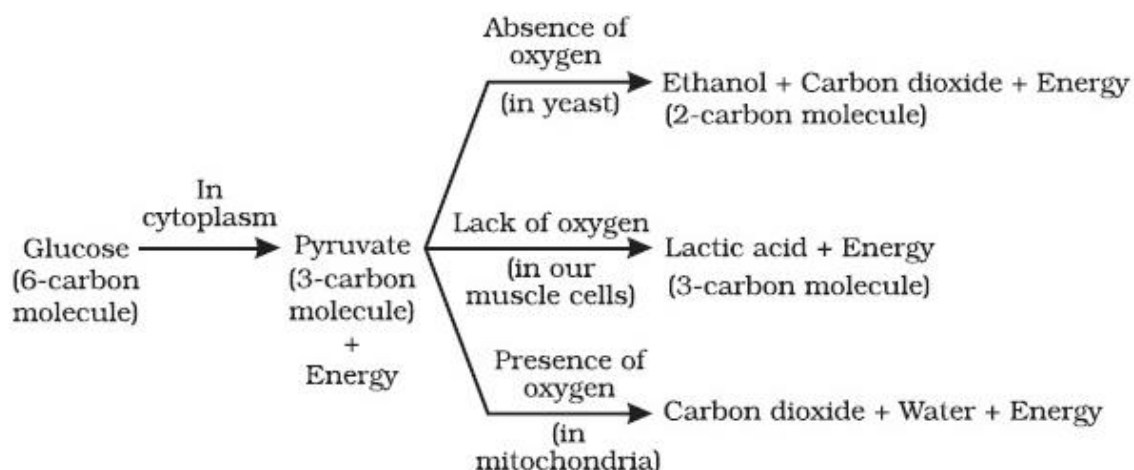 Absence of
oxygen
(in yeast)
Ethanol + Carbon dioxide + Energy
(2-carbon molecule)
In
cytoplasm
Glucose
(6-carbon
molecule)
Pyruvate
(3-carbon
molecule)
+
Energy
Lack of oxygen
(in our
muscle cells)
Lactic acid + Energy
(3-carbon molecule)
Presence of
oxygen
(in
mitochondria)
Carbon dioxide + Water + Energy